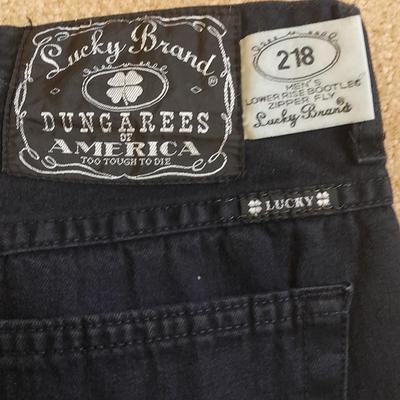 Lucky Brand
®
DUNGAREES
OF
AMERICA
TOO TOUGH TO DIE
218
MEN'S
LOWER RISE BOOTLEG
ZIPPER FLY
Lucky Brand®
LUCKY